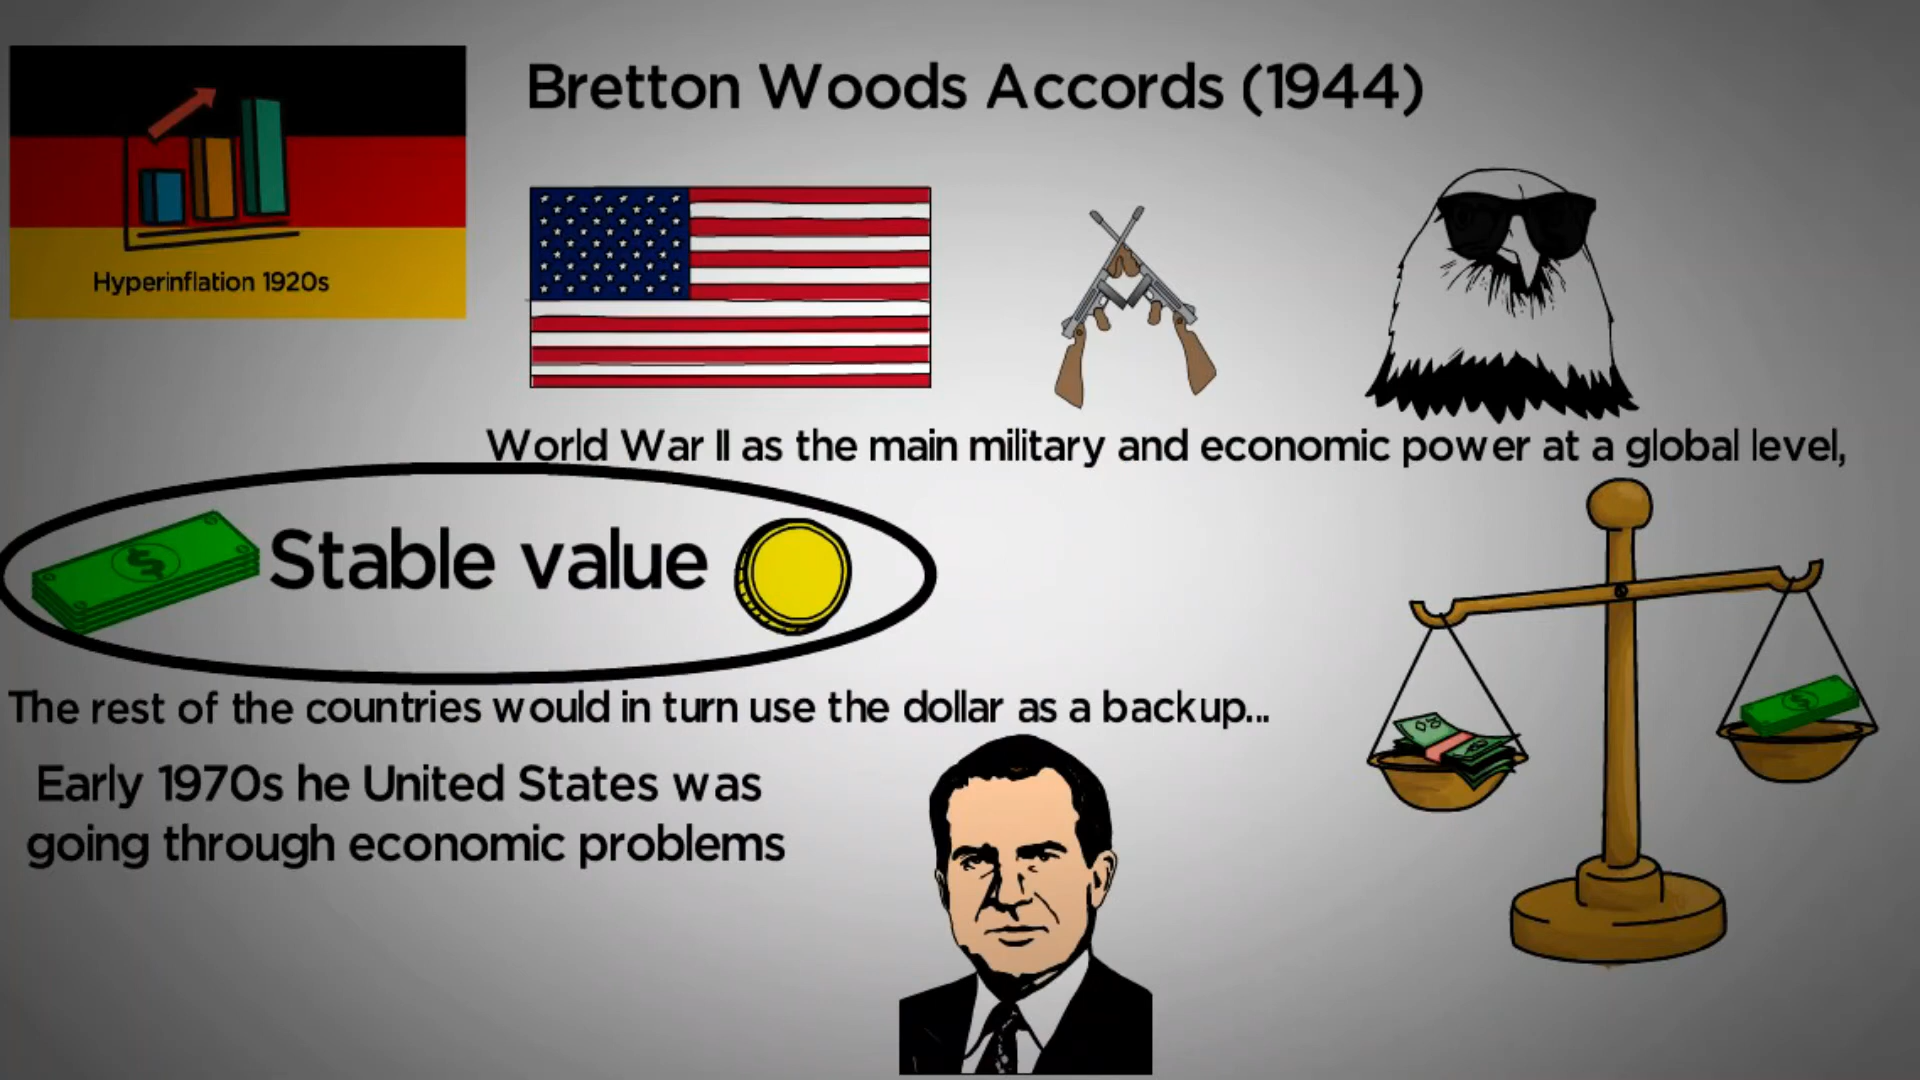 Bretton Woods Accords (1944)
Hyperinflation 1920s
World War II as the main military and economic power at a global level,
Stable value
The rest of the countries would in turn use the dollar as a backup...
Early 1970s he United States was
going through economic problems